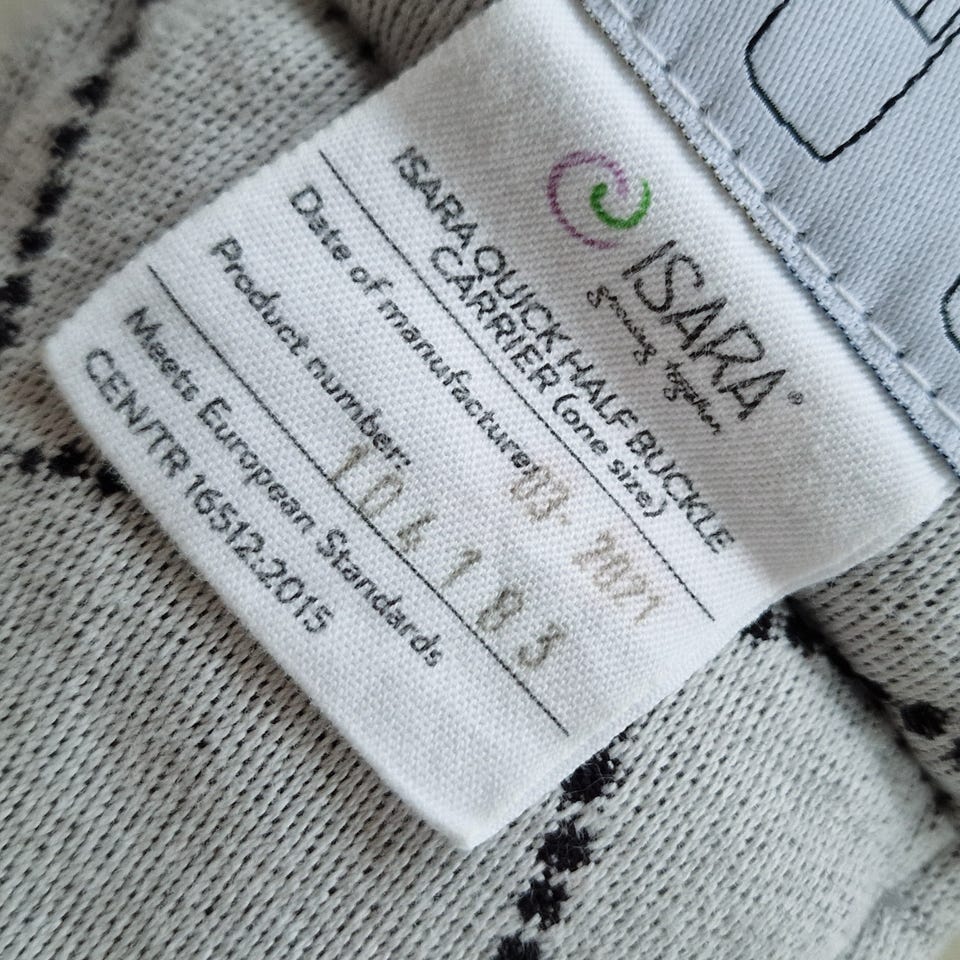 ISARA®
growing together
ISARA QUICK HALF BUCKLE
CARRIER (one size)
Date of manufacture: 03.2021
Product number: 104183
Meets European Standards
CEN/TR 16512:2015